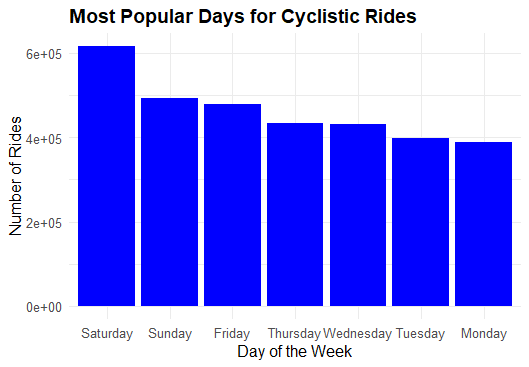 Most Popular Days for Cyclistic Rides
Number of Rides
6e+05
4e+05
2e+05
0e+00
Saturday Sunday Friday Thursday Wednesday Tuesday Monday
Day of the Week